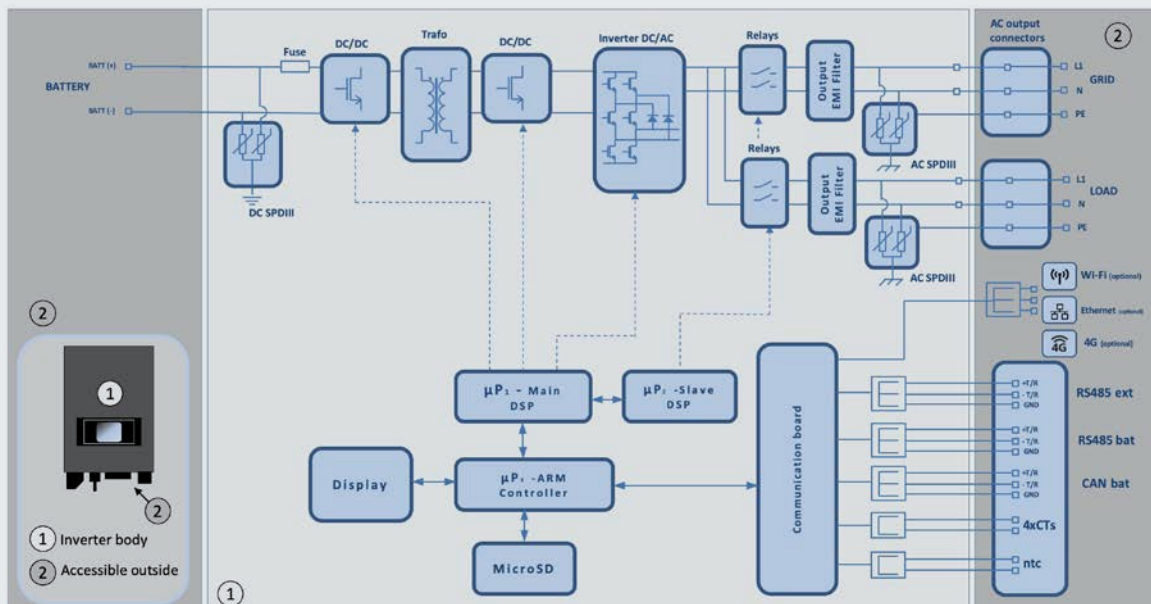 Fuse
DC/DC
Trafo
DC/DC
Inverter DC/AC
Relays
AC output
connectors
2
BATTERY
BATT (+)
BATT (-)
DC SPDIII
Output
EMI Filter
L1
GRID
N
PE
AC SPDIII
Relays
Output
EMI Filter
L1
LOAD
N
PE
AC SPDIII
Wi-Fi (optional)
Ethernet (optional)
4G
4G (optional)
2
1
2
1 Inverter body
2 Accessible outside
µP₁ - Main
DSP
µP₂ -Slave
DSP
Display
µP₄ -ARM
Controller
MicroSD
Communication board
+T/R
- T/R
GND
RS485 ext
+T/R
- T/R
GND
RS485 bat
+T/R
- T/R
GND
CAN bat
4xCTs
ntc
1